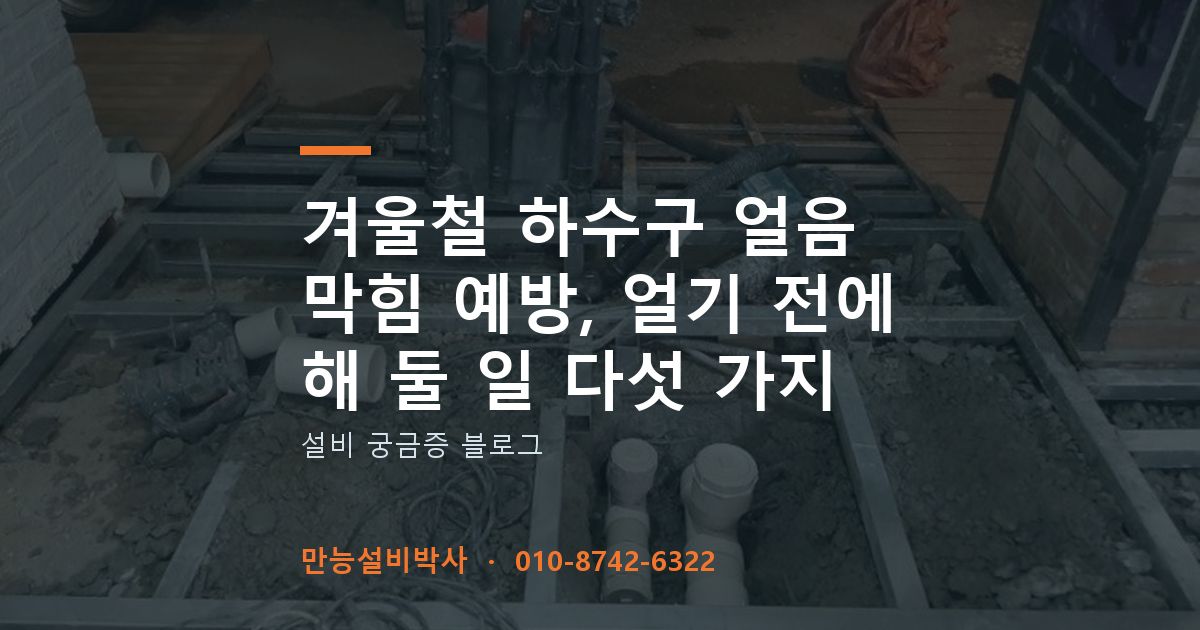 겨울철 하수구 얼음
막힘 예방, 얼기 전에
해 둘 일 다섯 가지
설비 궁금증 블로그
만능설비박사 · 010-8742-6322